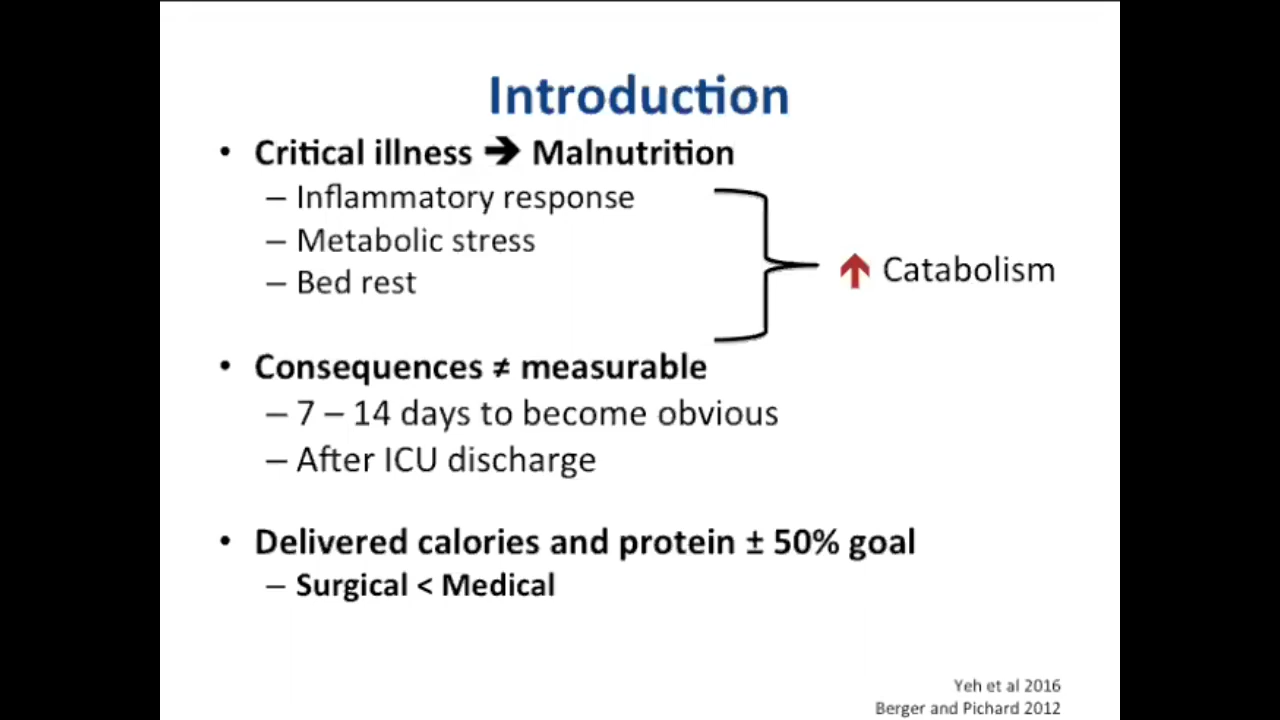 Introduction
• Critical illness ➔ Malnutrition
– Inflammatory response
– Metabolic stress
– Bed rest
↑ Catabolism
• Consequences ≠ measurable
– 7 – 14 days to become obvious
– After ICU discharge
• Delivered calories and protein ± 50% goal
– Surgical < Medical
Yeh et al 2016
Berger and Pichard 2012